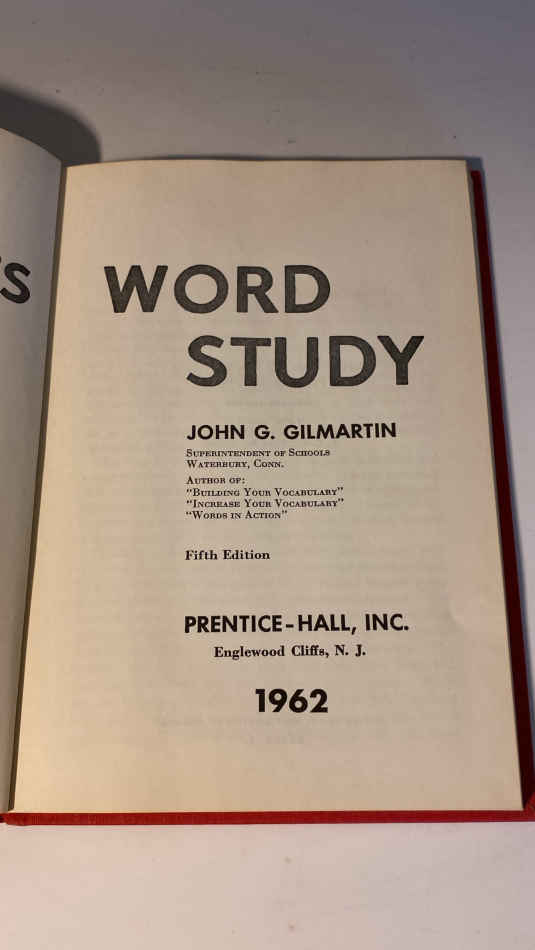 S
WORD
STUDY
JOHN G. GILMARTIN
SUPERINTENDENT OF SCHOOLS
WATERBURY, CONN.
AUTHOR OF:
"BUILDING YOUR VOCABULARY"
"INCREASE YOUR VOCABULARY"
"WORDS IN ACTION"
Fifth Edition
PRENTICE-HALL, INC.
Englewood Cliffs, N. J.
1962